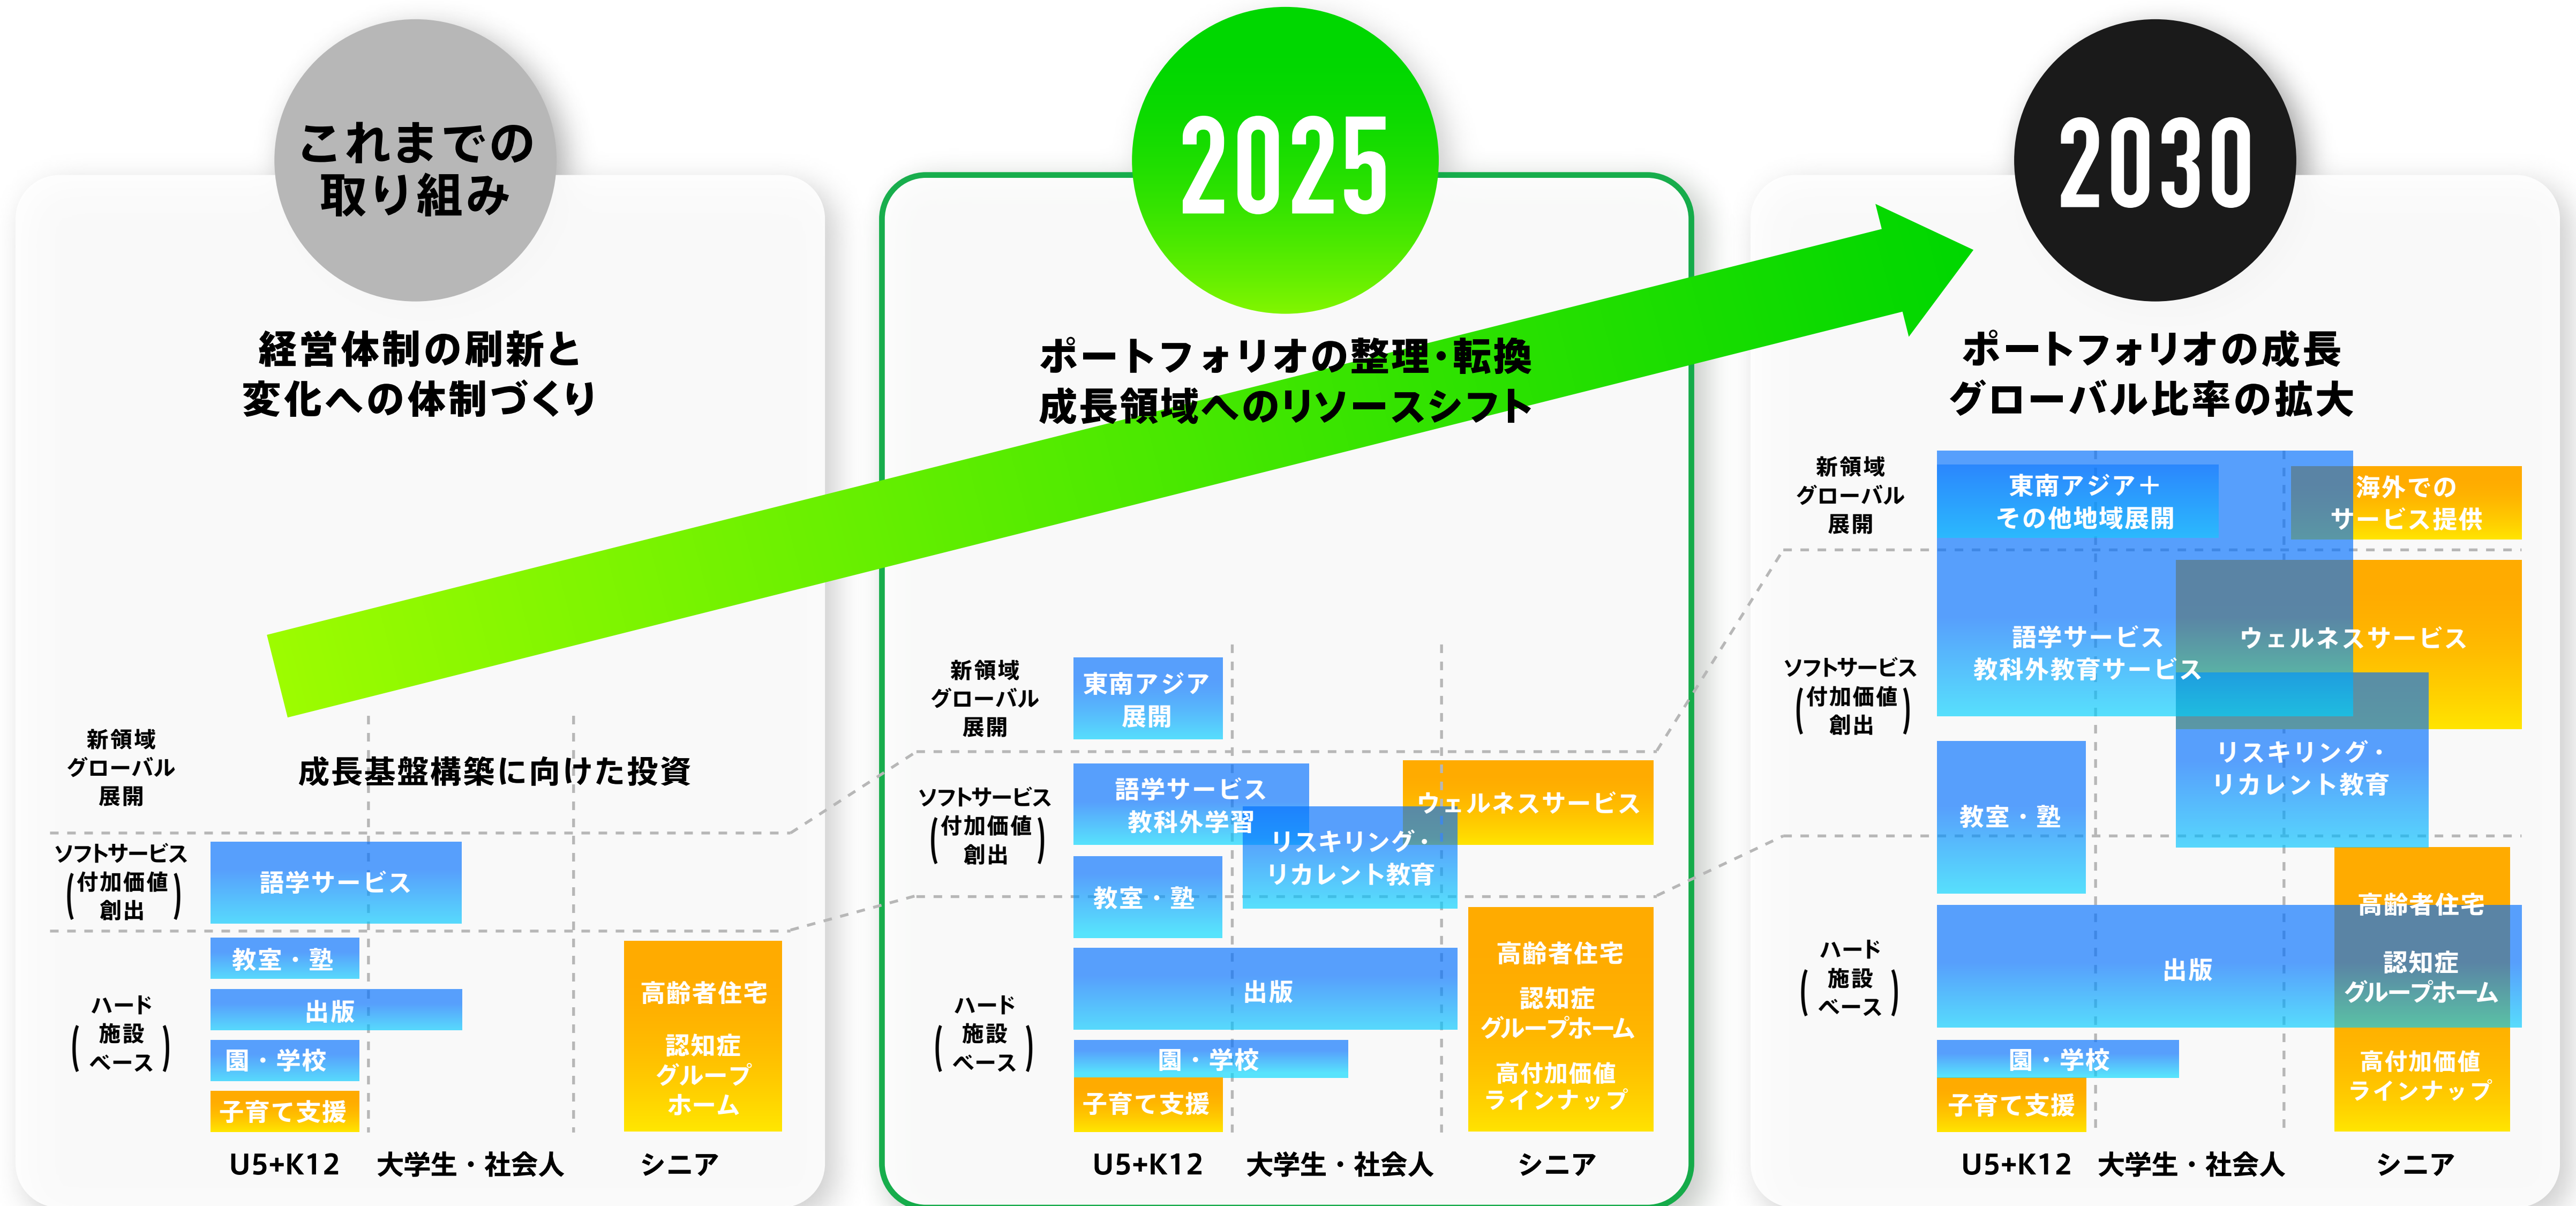 これまでの
取り組み
経営体制の刷新と
変化への体制づくり
新領域
グローバル
展開
成長基盤構築に向けた投資
ソフトサービス
(付加価値
創出)
語学サービス
ハード
(施設
ベース)
教室・塾
出版
園・学校
子育て支援
高齢者住宅
認知症
グループ
ホーム
U5+K12
大学生・社会人
シニア
2025
ポートフォリオの整理・転換
成長領域へのリソースシフト
新領域
グローバル
展開
東南アジア
展開
ソフトサービス
(付加価値
創出)
語学サービス
教科外学習
リスキリング・
リカレント教育
ウェルネスサービス
教室・塾
ハード
(施設
ベース)
出版
園・学校
子育て支援
高齢者住宅
認知症
グループホーム
高付加価値
ラインナップ
U5+K12
大学生・社会人
シニア
2030
ポートフォリオの成長
グローバル比率の拡大
新領域
グローバル
展開
東南アジア＋
その他地域展開
海外での
サービス提供
ソフトサービス
(付加価値
創出)
語学サービス
教科外教育サービス
ウェルネスサービス
リスキリング・
リカレント教育
教室・塾
ハード
(施設
ベース)
出版
園・学校
子育て支援
高齢者住宅
認知症
グループホーム
高付加価値
ラインナップ
U5+K12
大学生・社会人
シニア